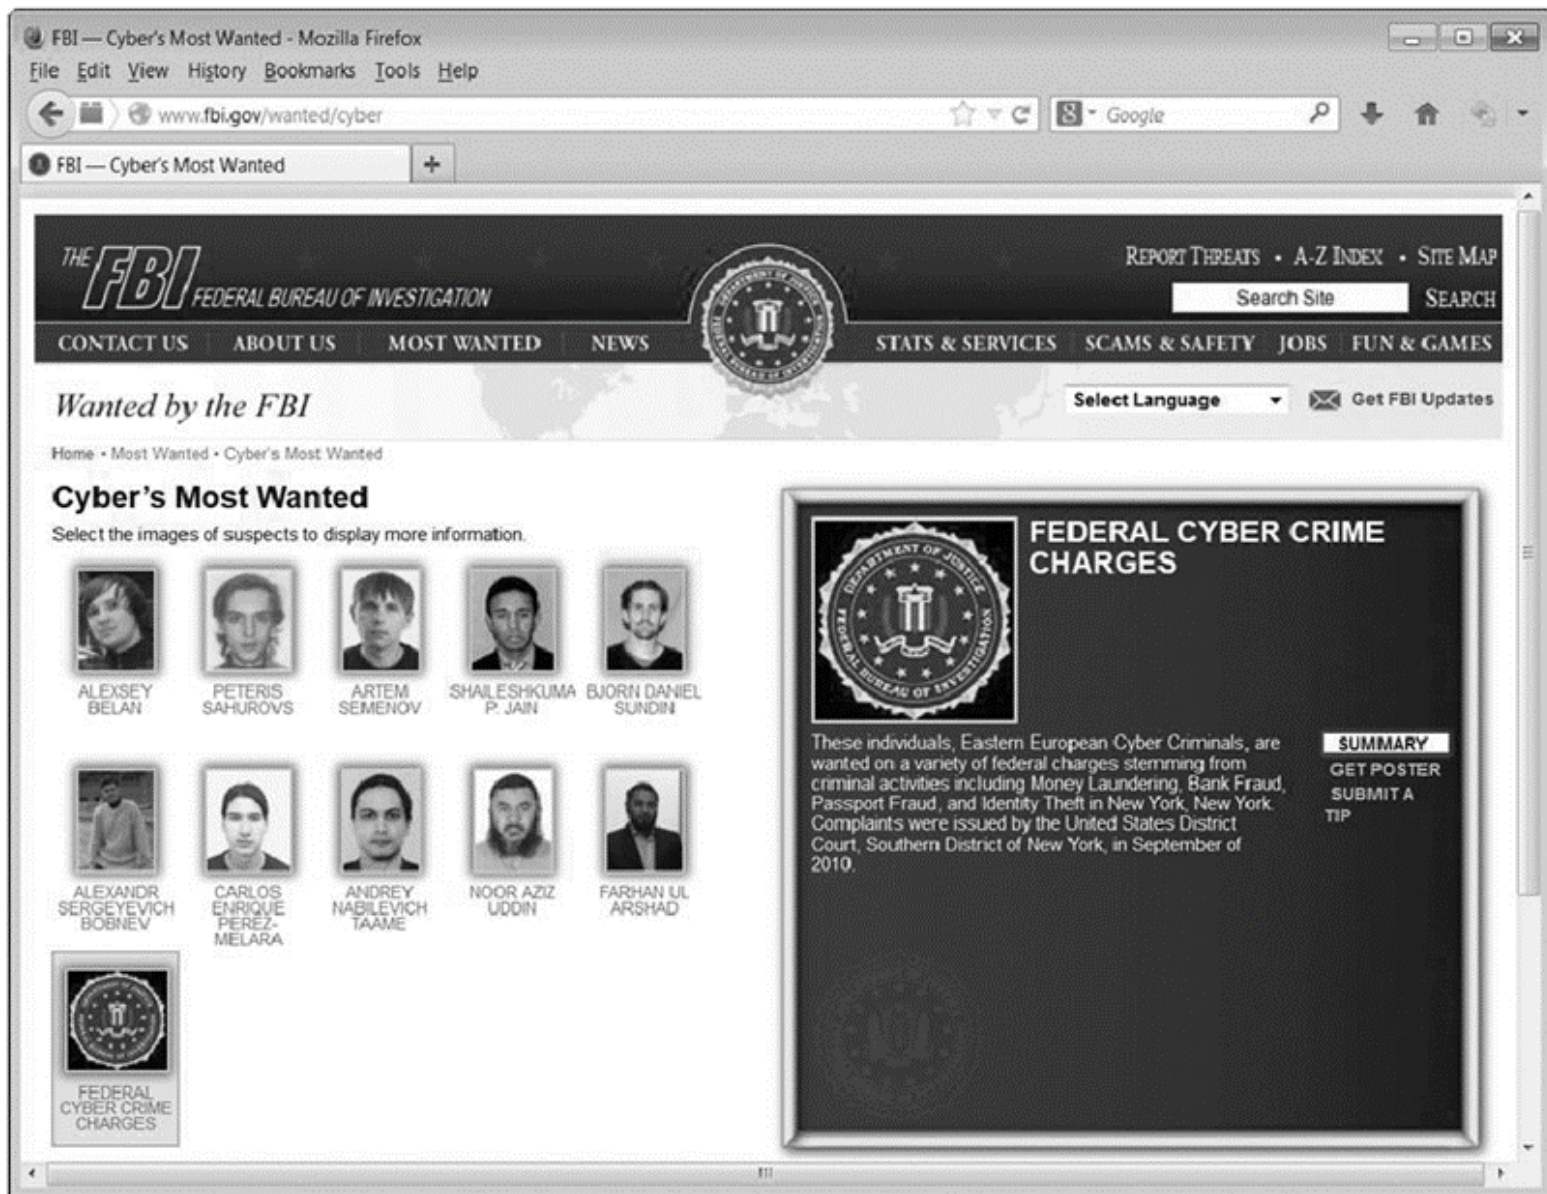 FBI — Cyber's Most Wanted - Mozilla Firefox
File Edit View History Bookmarks Tools Help
www.fbi.gov/wanted/cyber
Google
FBI — Cyber's Most Wanted
THE FBI FEDERAL BUREAU OF INVESTIGATION
REPORT THREATS • A-Z INDEX • SITE MAP
Search Site SEARCH
CONTACT US ABOUT US MOST WANTED NEWS STATS & SERVICES SCAMS & SAFETY JOBS FUN & GAMES
Wanted by the FBI
Select Language Get FBI Updates
Home • Most Wanted • Cyber's Most Wanted
Cyber's Most Wanted
Select the images of suspects to display more information.
ALEXSEY
BELAN
PETERIS
SAHUROVS
ARTEM
SEMENOV
SHAILESHKUMA
P. JAIN
BJORN DANIEL
SUNDIN
ALEXANDR
SERGEYEVICH
BOBNEV
CARLOS
ENRIQUE
PEREZ-
MELARA
ANDREY
NABILEVICH
TAAME
NOOR AZIZ
UDDIN
FARHAN UL
ARSHAD
FEDERAL
CYBER CRIME
CHARGES
DEPARTMENT OF JUSTICE
FEDERAL BUREAU OF INVESTIGATION
FEDERAL CYBER CRIME
CHARGES
These individuals, Eastern European Cyber Criminals, are
wanted on a variety of federal charges stemming from
criminal activities including Money Laundering, Bank Fraud,
Passport Fraud, and Identity Theft in New York, New York.
Complaints were issued by the United States District
Court, Southern District of New York, in September of
2010.
SUMMARY
GET POSTER
SUBMIT A
TIP